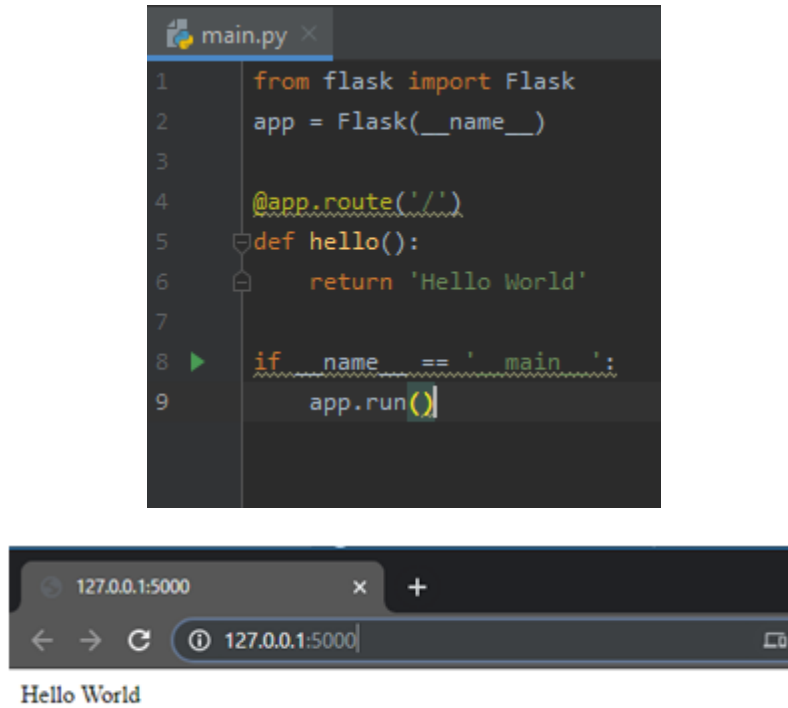 main.py
1 from flask import Flask
2 app = Flask(__name__)
3
4 @app.route('/')
5 def hello():
6     return 'Hello World'
7
8 if __name__ == '__main__':
9     app.run()
127.0.0.1:5000
127.0.0.1:5000
Hello World